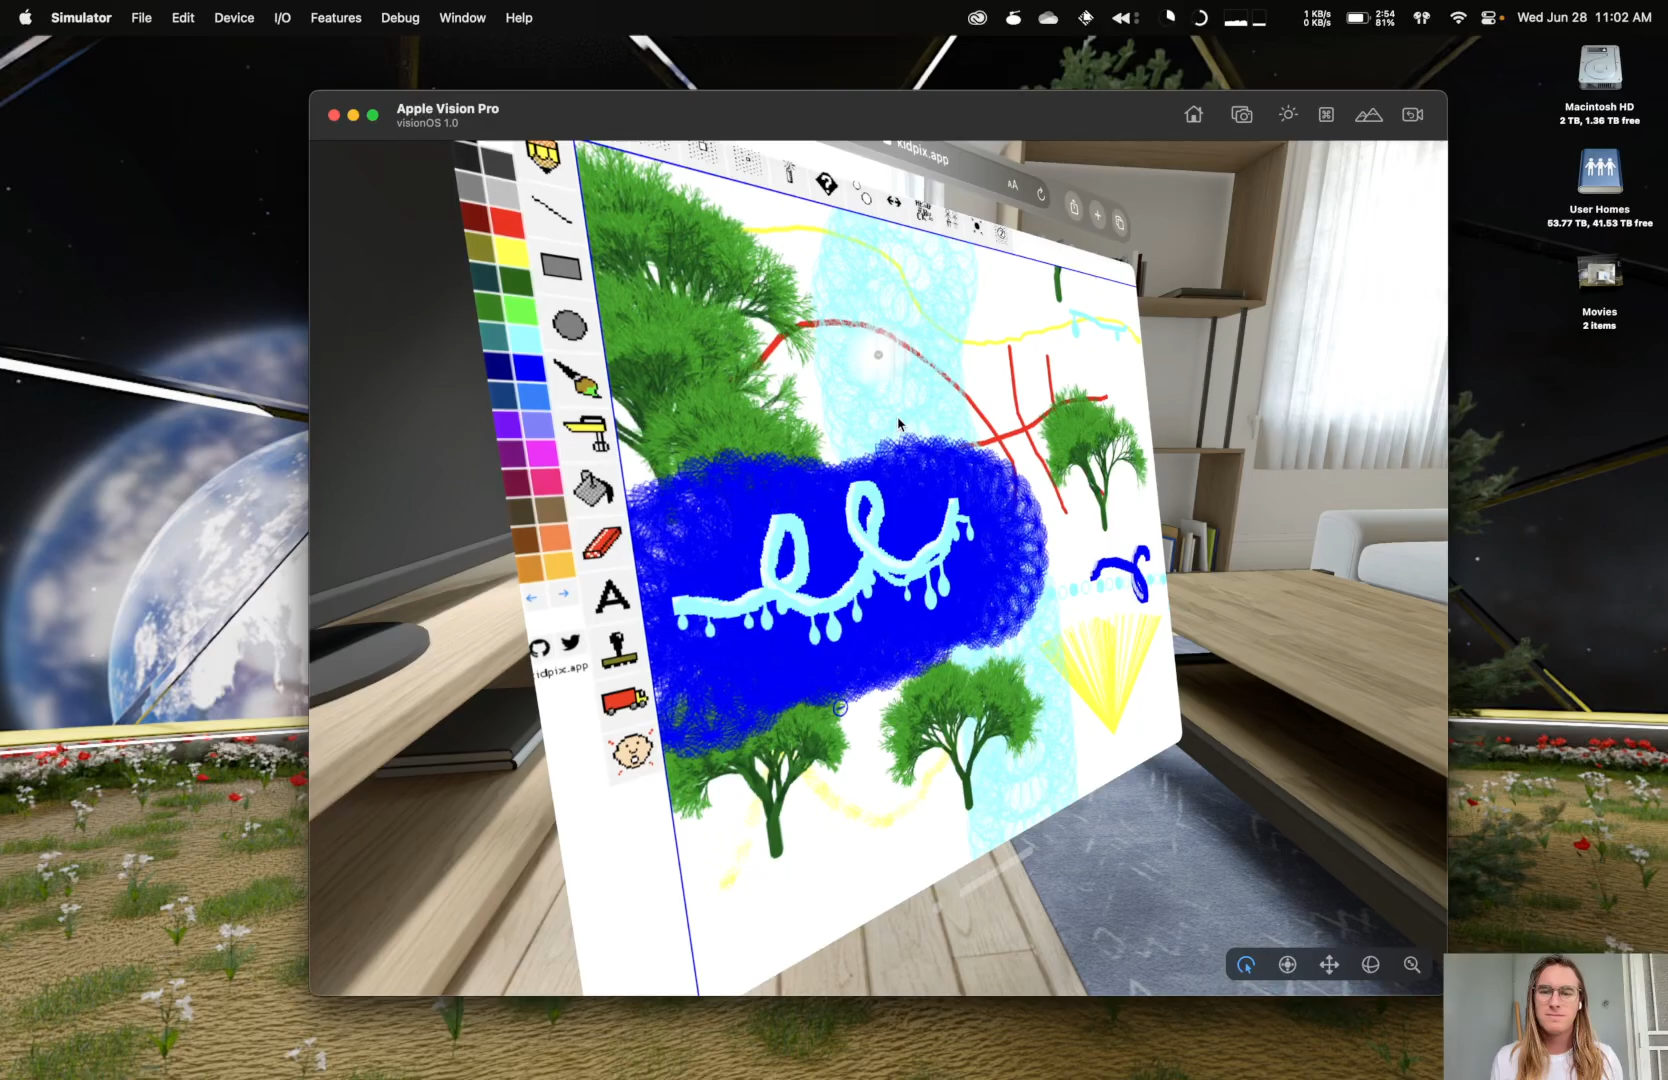 Simulator File Edit Device I/O Features Debug Window Help
1 KB/s
0 KB/s
2:54
81%
Wed Jun 28 11:02 AM
Macintosh HD
2 TB, 1.36 TB free
User Homes
53.77 TB, 41.53 TB free
Movies
2 items
Apple Vision Pro
visionOS 1.0
kidpix.app
AA
A
idpix.app